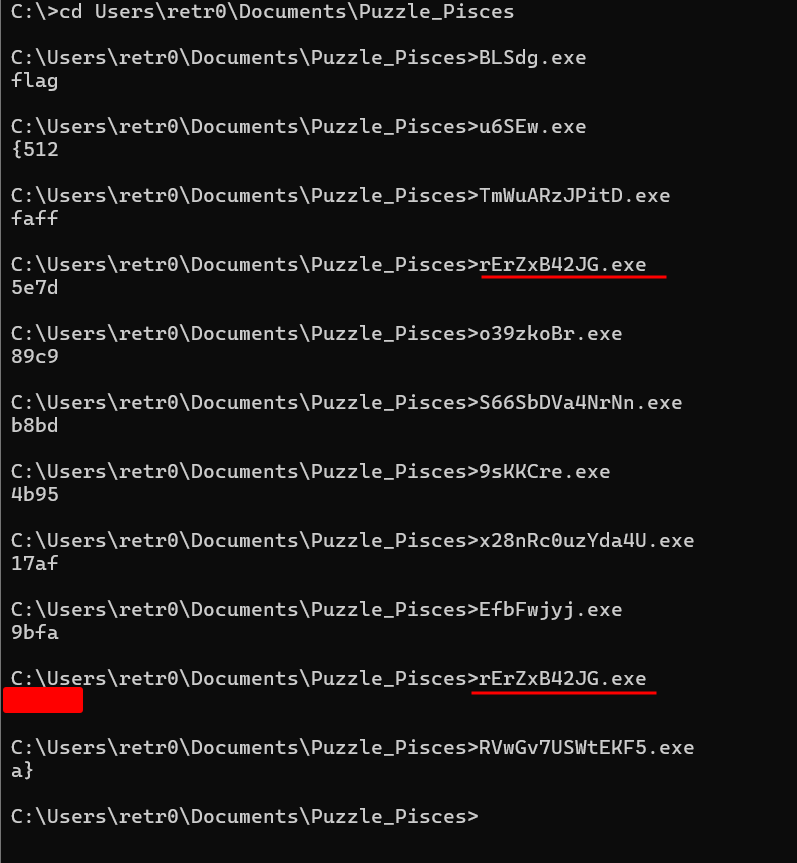 C:\>cd Users\retr0\Documents\Puzzle_Pisces
C:\Users\retr0\Documents\Puzzle_Pisces>BLSdg.exe
flag
C:\Users\retr0\Documents\Puzzle_Pisces>u6SEw.exe
{512
C:\Users\retr0\Documents\Puzzle_Pisces>TmWuARzJPitD.exe
faff
C:\Users\retr0\Documents\Puzzle_Pisces>rErZxB42JG.exe
5e7d
C:\Users\retr0\Documents\Puzzle_Pisces>o39zkoBr.exe
89c9
C:\Users\retr0\Documents\Puzzle_Pisces>S66SbDVa4NrNn.exe
b8bd
C:\Users\retr0\Documents\Puzzle_Pisces>9sKKCre.exe
4b95
C:\Users\retr0\Documents\Puzzle_Pisces>x28nRc0uzYda4U.exe
17af
C:\Users\retr0\Documents\Puzzle_Pisces>EfbFwjyj.exe
9bfa
C:\Users\retr0\Documents\Puzzle_Pisces>rErZxB42JG.exe
C:\Users\retr0\Documents\Puzzle_Pisces>RVwGv7USWtEKF5.exe
a}
C:\Users\retr0\Documents\Puzzle_Pisces>